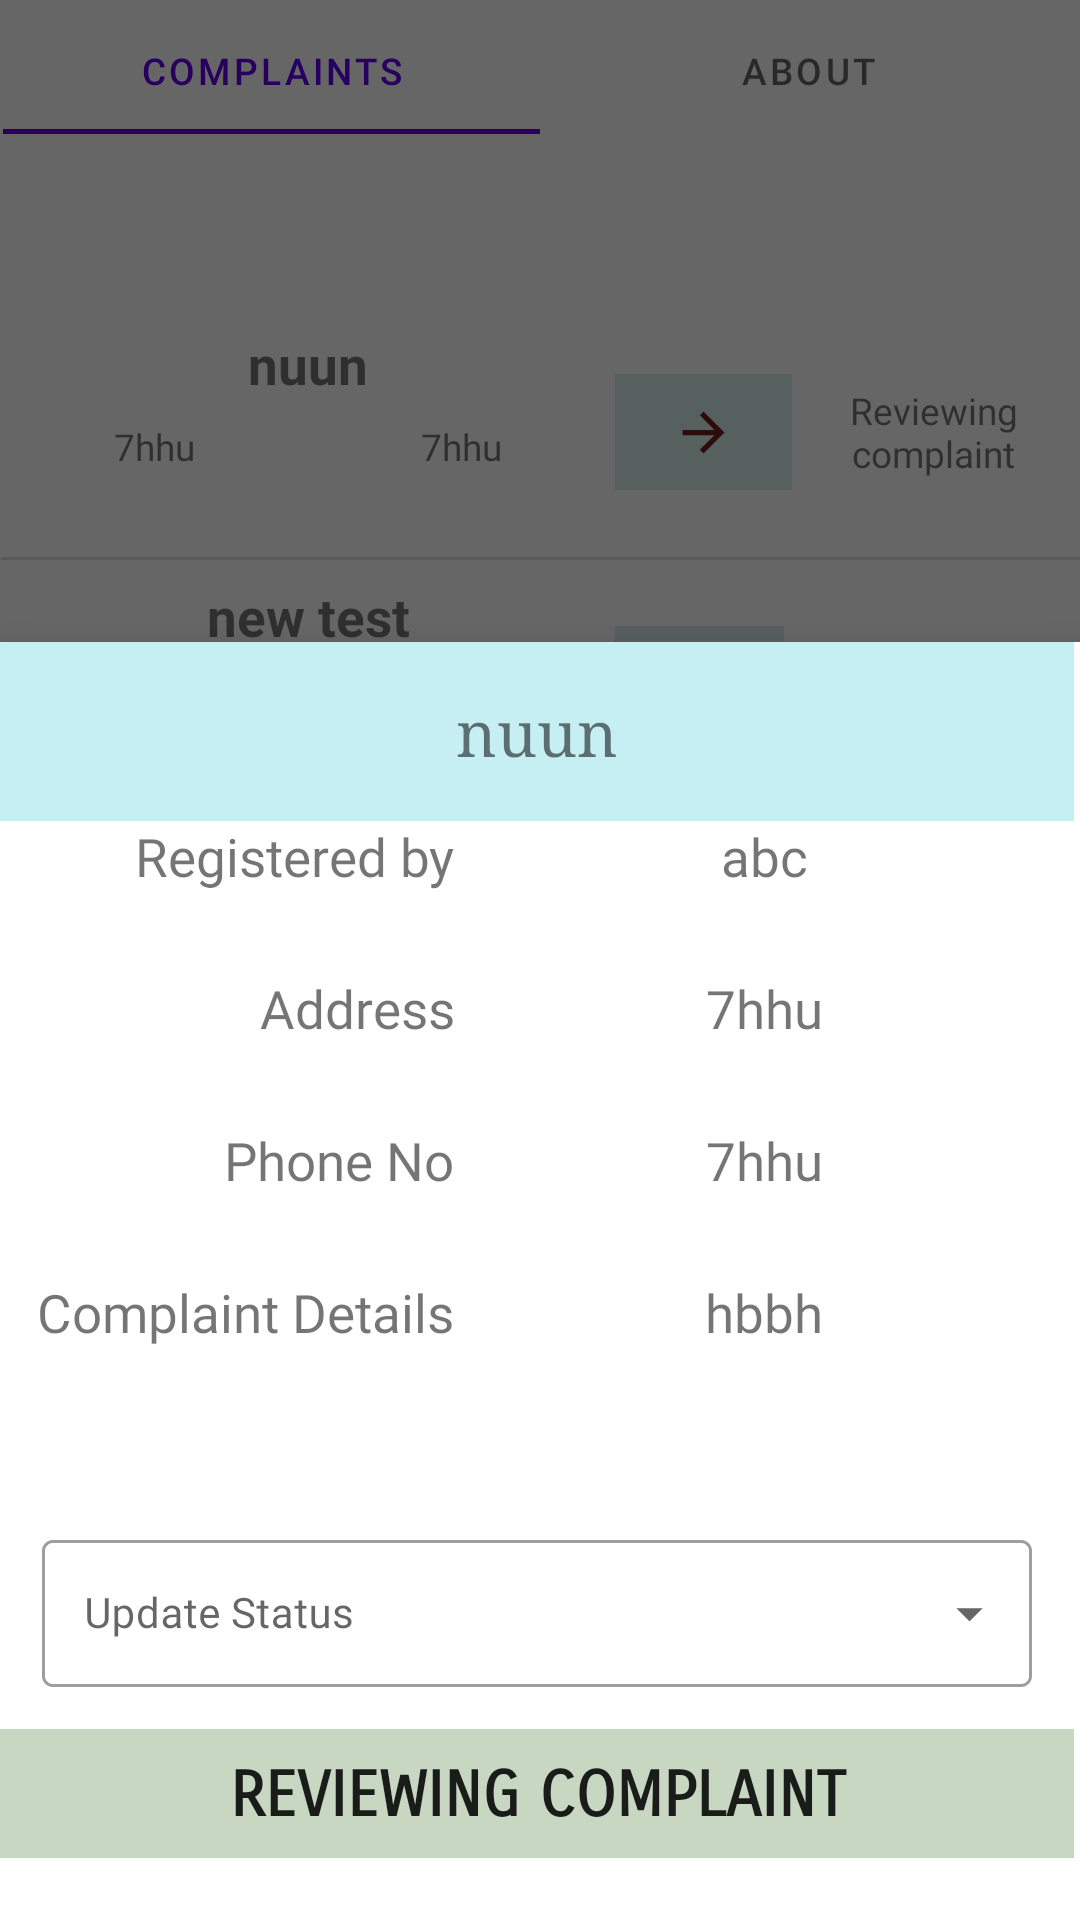 COMPLAINTS ABOUT
nuun
7hhu 7hhu
Reviewing
complaint
new test
nuun
Registered by abc
Address 7hhu
Phone No 7hhu
Complaint Details hbbh
Update Status
REVIEWING COMPLAINT